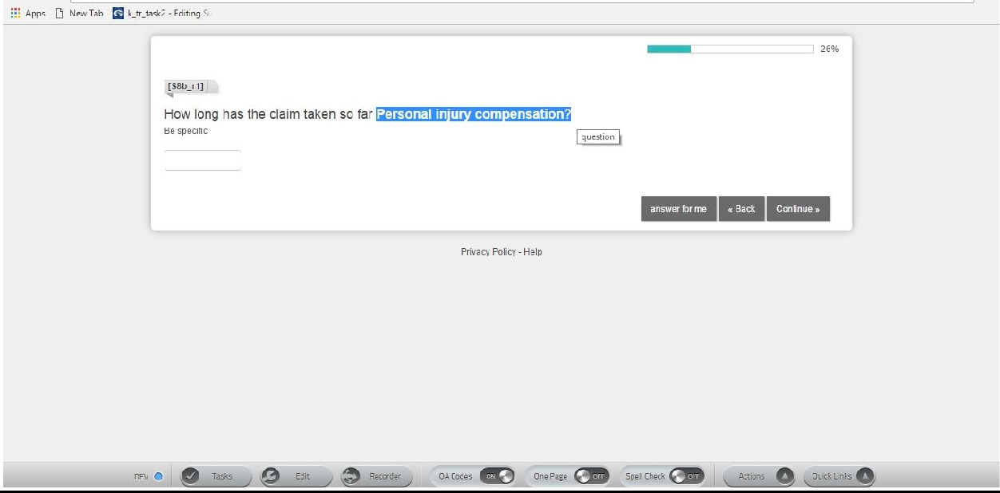 Apps New Tab k_tr_task2 - Editing Su
26%
[S8b_r1]
How long has the claim taken so far Personal injury compensation?
Be specific
question
answer for me « Back Continue »
Privacy Policy - Help
DEV Tasks Edit Recorder QA Codes ON One Page OFF Spell Check OFF Actions Quick Links